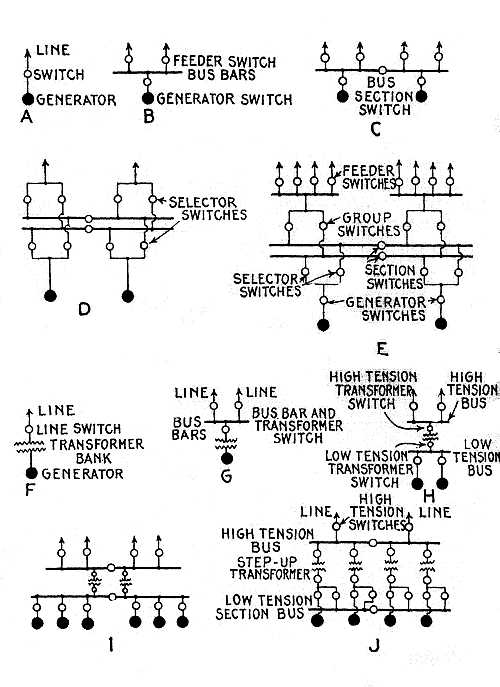 LINE
SWITCH
GENERATOR
A
FEEDER SWITCH
BUS BARS
GENERATOR SWITCH
B
BUS
SECTION
SWITCH
C
SELECTOR
SWITCHES
D
FEEDER
SWITCHES
GROUP
SWITCHES
SELECTOR
SWITCHES
SECTION
SWITCHES
GENERATOR
SWITCHES
E
LINE
LINE SWITCH
TRANSFORMER
BANK
GENERATOR
F
LINE LINE
BUS
BARS
BUS BAR AND
TRANSFORMER
SWITCH
G
HIGH TENSION
TRANSFORMER
SWITCH
HIGH
TENSION
BUS
LOW TENSION
TRANSFORMER
SWITCH
LOW
TENSION
BUS
H
I
LINE
HIGH
TENSION
SWITCHES
LINE
HIGH TENSION
BUS
STEP-UP
TRANSFORMER
LOW TENSION
SECTION BUS
J